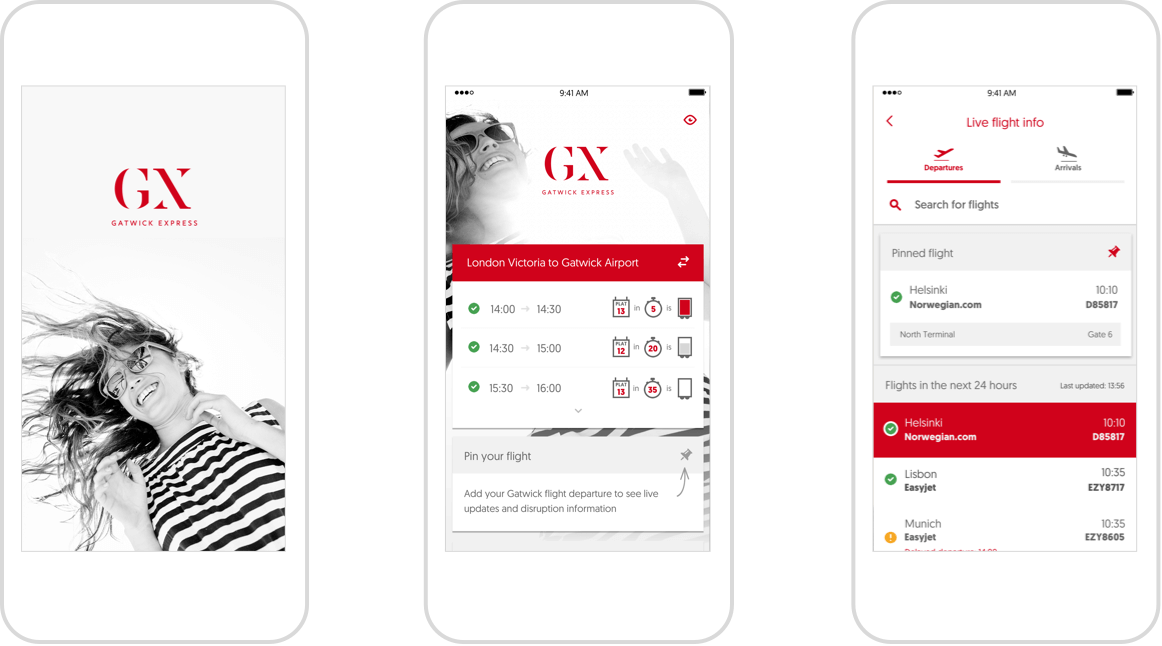 GX
GATWICK EXPRESS
9:41 AM
GX
GATWICK EXPRESS
London Victoria to Gatwick Airport
14:00 14:30 PLAT 13 in 5 is
14:30 15:00 PLAT 12 in 20 is
15:30 16:00 PLAT 13 in 35 is
Pin your flight
Add your Gatwick flight departure to see live
updates and disruption information
9:41 AM
Live flight info
Departures Arrivals
Search for flights
Pinned flight
Helsinki 10:10
Norwegian.com D85817
North Terminal Gate 6
Flights in the next 24 hours Last updated: 13:56
Helsinki 10:10
Norwegian.com D85817
Lisbon 10:35
Easyjet EZY8717
Munich 10:35
Easyjet EZY8605